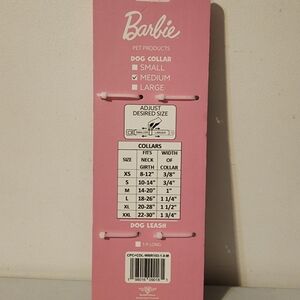 Barbie
PET PRODUCTS
DOG COLLAR
SMALL
MEDIUM
LARGE
ADJUST
DESIRED SIZE
COLLARS
SIZE FITS NECK GIRTH WIDTH OF COLLAR
XS 8-12" 3/8"
S 10-14" 3/4"
M 14-20" 1"
L 18-26" 1 1/4"
XL 20-28" 1 1/2"
XXL 22-30" 1 3/4"
DOG LEASH